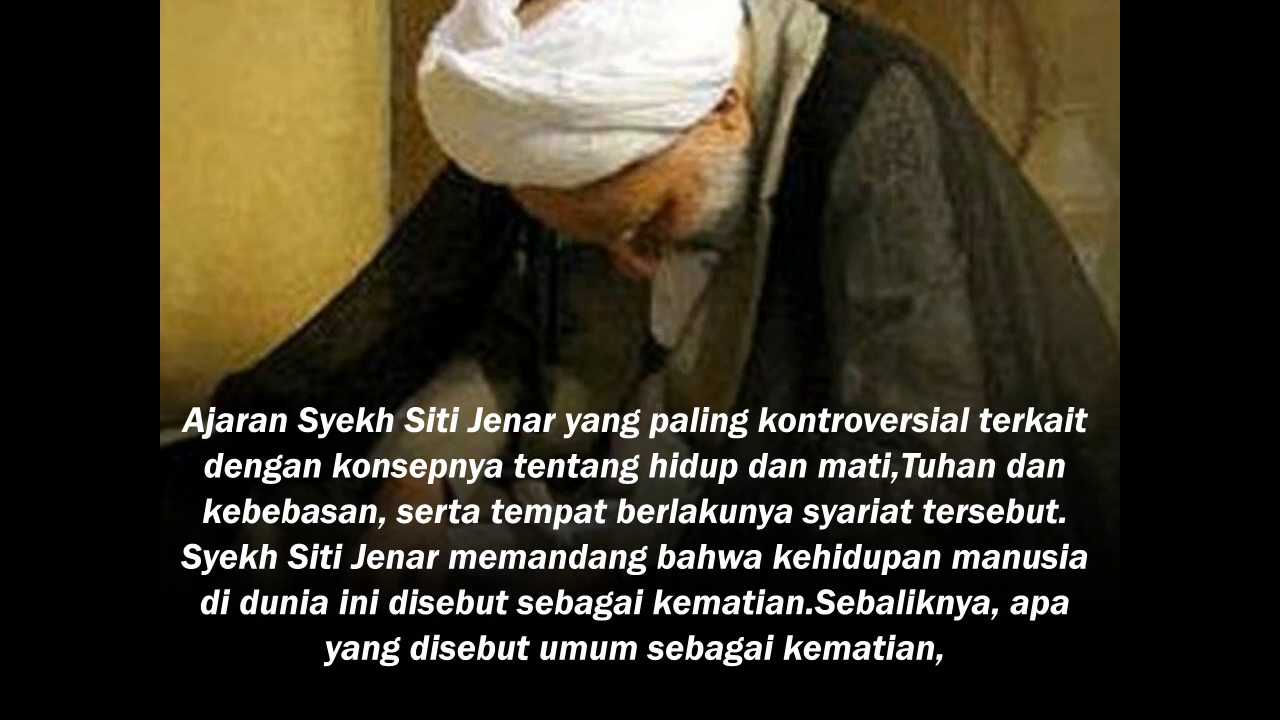 Ajaran Syekh Siti Jenar yang paling kontroversial terkait
dengan konsepnya tentang hidup dan mati,Tuhan dan
kebebasan, serta tempat berlakunya syariat tersebut.
Syekh Siti Jenar memandang bahwa kehidupan manusia
di dunia ini disebut sebagai kematian.Sebaliknya, apa
yang disebut umum sebagai kematian,